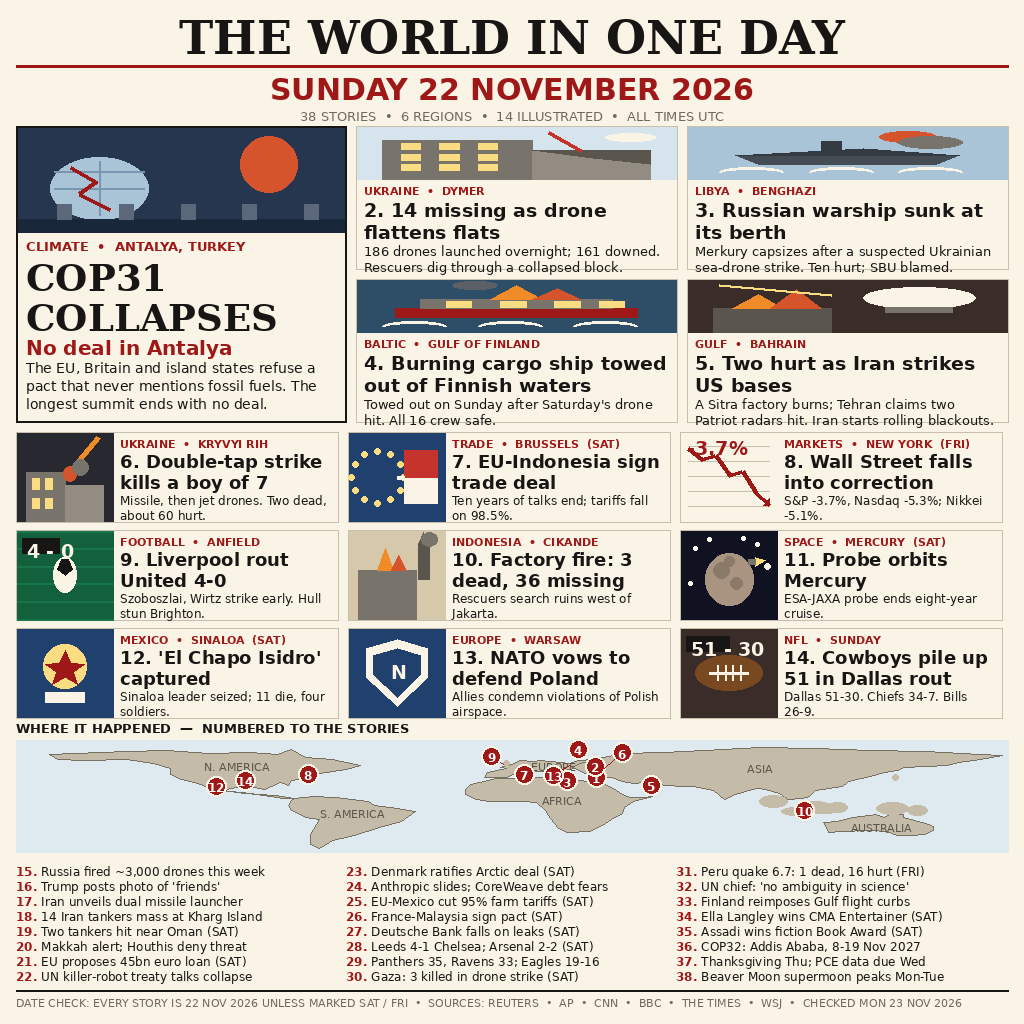 THE WORLD IN ONE DAY
SUNDAY 22 NOVEMBER 2026
38 STORIES • 6 REGIONS • 14 ILLUSTRATED • ALL TIMES UTC
CLIMATE • ANTALYA, TURKEY
COP31
COLLAPSES
No deal in Antalya
The EU, Britain and island states refuse a
pact that never mentions fossil fuels. The
longest summit ends with no deal.
UKRAINE • DYMER
2. 14 missing as drone
flattens flats
186 drones launched overnight; 161 downed.
Rescuers dig through a collapsed block.
LIBYA • BENGHAZI
3. Russian warship sunk at
its berth
Merkury capsizes after a suspected Ukrainian
sea-drone strike. Ten hurt; SBU blamed.
BALTIC • GULF OF FINLAND
4. Burning cargo ship towed
out of Finnish waters
Towed out on Sunday after Saturday's drone
hit. All 16 crew safe.
GULF • BAHRAIN
5. Two hurt as Iran strikes
US bases
A Sitra factory burns; Tehran claims two
Patriot radars hit. Iran starts rolling blackouts.
UKRAINE • KRYVYI RIH
6. Double-tap strike
kills a boy of 7
Missile, then jet drones. Two dead,
about 60 hurt.
TRADE • BRUSSELS (SAT)
7. EU-Indonesia sign
trade deal
Ten years of talks end; tariffs fall
on 98.5%.
-3.7%
MARKETS • NEW YORK (FRI)
8. Wall Street falls
into correction
S&P -3.7%, Nasdaq -5.3%; Nikkei
-5.1%.
4 - 0
FOOTBALL • ANFIELD
9. Liverpool rout
United 4-0
Szoboszlai, Wirtz strike early. Hull
stun Brighton.
INDONESIA • CIKANDE
10. Factory fire: 3
dead, 36 missing
Rescuers search ruins west of
Jakarta.
SPACE • MERCURY (SAT)
11. Probe orbits
Mercury
ESA-JAXA probe ends eight-year
cruise.
MEXICO • SINALOA (SAT)
12. 'El Chapo Isidro'
captured
Sinaloa leader seized; 11 die, four
soldiers.
N
EUROPE • WARSAW
13. NATO vows to
defend Poland
Allies condemn violations of Polish
airspace.
51 - 30
NFL • SUNDAY
14. Cowboys pile up
51 in Dallas rout
Dallas 51-30. Chiefs 34-7. Bills
26-9.
WHERE IT HAPPENED — NUMBERED TO THE STORIES
N. AMERICA
S. AMERICA
EUROPE
AFRICA
ASIA
AUSTRALIA
12
14
8
9
7
13
3
4
2
1
6
5
10
15. Russia fired ~3,000 drones this week
16. Trump posts photo of 'friends'
17. Iran unveils dual missile launcher
18. 14 Iran tankers mass at Kharg Island
19. Two tankers hit near Oman (SAT)
20. Makkah alert; Houthis deny threat
21. EU proposes 45bn euro loan (SAT)
22. UN killer-robot treaty talks collapse
23. Denmark ratifies Arctic deal (SAT)
24. Anthropic slides; CoreWeave debt fears
25. EU-Mexico cut 95% farm tariffs (SAT)
26. France-Malaysia sign pact (SAT)
27. Deutsche Bank falls on leaks (SAT)
28. Leeds 4-1 Chelsea; Arsenal 2-2 (SAT)
29. Panthers 35, Ravens 33; Eagles 19-16
30. Gaza: 3 killed in drone strike (SAT)
31. Peru quake 6.7: 1 dead, 16 hurt (FRI)
32. UN chief: 'no ambiguity in science'
33. Finland reimposes Gulf flight curbs
34. Ella Langley wins CMA Entertainer (SAT)
35. Assadi wins fiction Book Award (SAT)
36. COP32: Addis Ababa, 8-19 Nov 2027
37. Thanksgiving Thu; PCE data due Wed
38. Beaver Moon supermoon peaks Mon-Tue
DATE CHECK: EVERY STORY IS 22 NOV 2026 UNLESS MARKED SAT / FRI • SOURCES: REUTERS • AP • CNN • BBC • THE TIMES • WSJ • CHECKED MON 23 NOV 2026